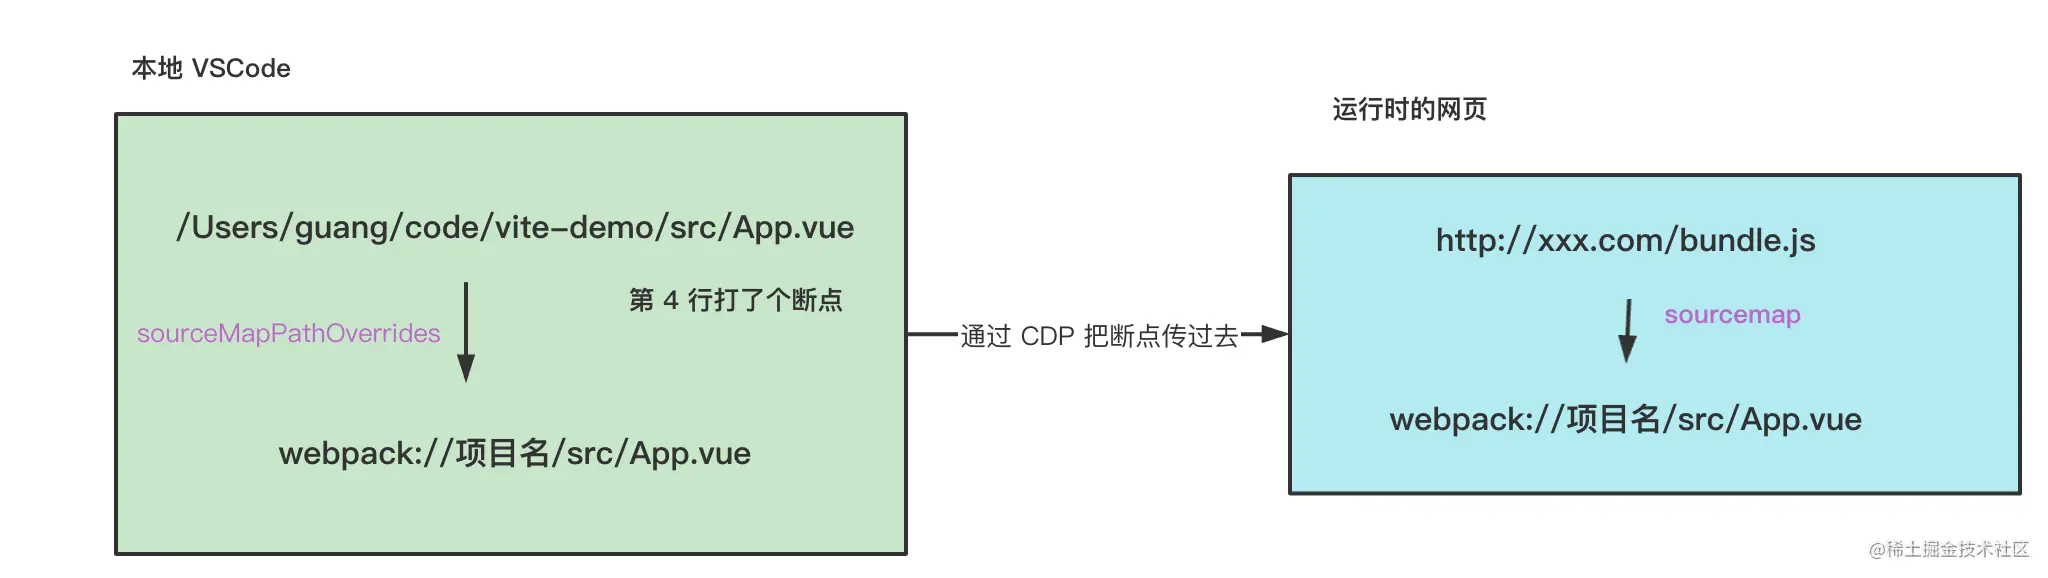 本地 VSCode
/Users/guang/code/vite-demo/src/App.vue
第 4 行打了个断点
sourceMapPathOverrides
webpack://项目名/src/App.vue
通过 CDP 把断点传过去
运行时的网页
http://xxx.com/bundle.js
sourcemap
webpack://项目名/src/App.vue
@稀土掘金技术社区